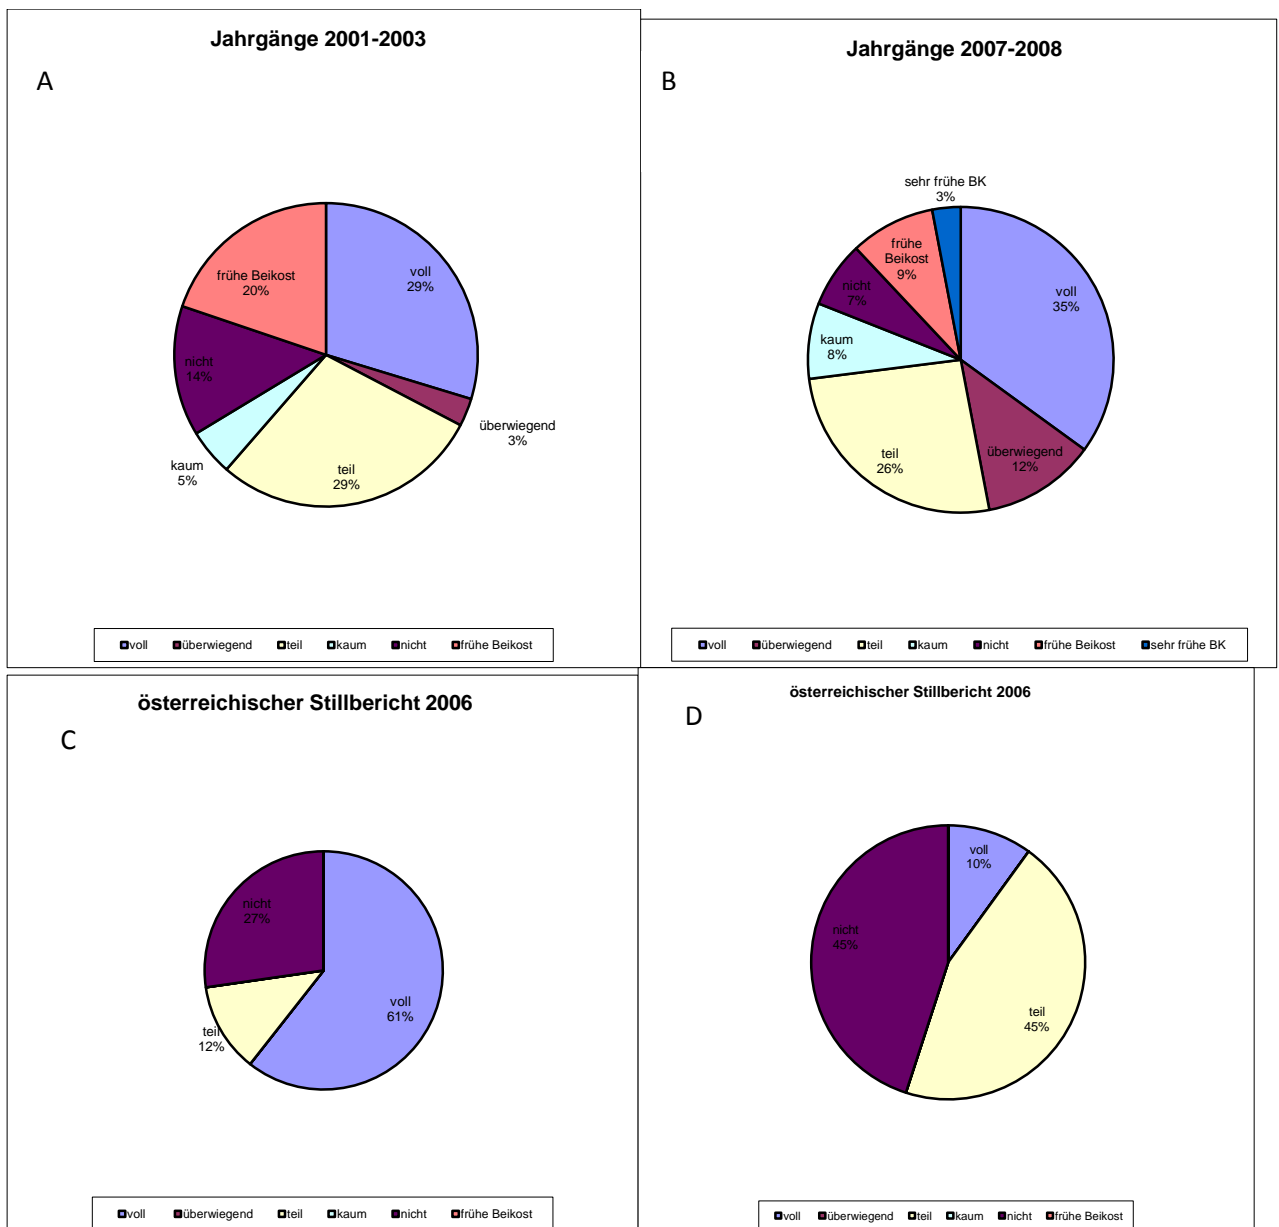 Jahrgänge 2001-2003
A
frühe Beikost
20%
voll
29%
nicht
14%
überwiegend
3%
kaum
5%
teil
29%
voll überwiegend teil kaum nicht frühe Beikost
Jahrgänge 2007-2008
B
sehr frühe BK
3%
frühe
Beikost
9%
voll
35%
nicht
7%
kaum
8%
teil
26%
überwiegend
12%
voll überwiegend teil kaum nicht frühe Beikost sehr frühe BK
österreichischer Stillbericht 2006
C
nicht
27%
voll
61%
teil
12%
voll überwiegend teil kaum nicht frühe Beikost
österreichischer Stillbericht 2006
D
voll
10%
nicht
45%
teil
45%
voll überwiegend teil kaum nicht frühe Beikost